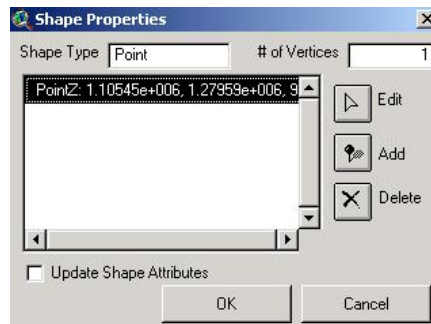 Shape Properties
Shape Type Point # of Vertices 1
PointZ: 1.10545e+006, 1.27959e+006, 9
Edit
Add
Delete
Update Shape Attributes
OK Cancel